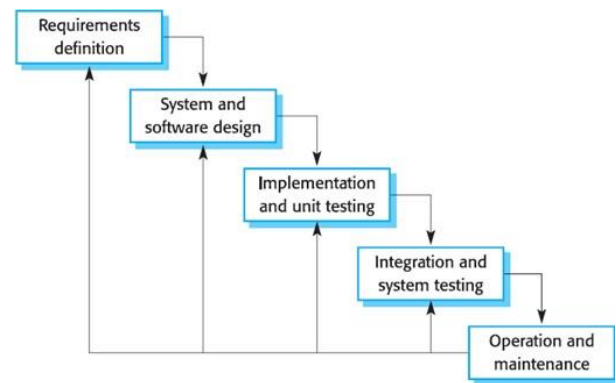 Requirements
definition
System and
software design
Implementation
and unit testing
Integration and
system testing
Operation and
maintenance